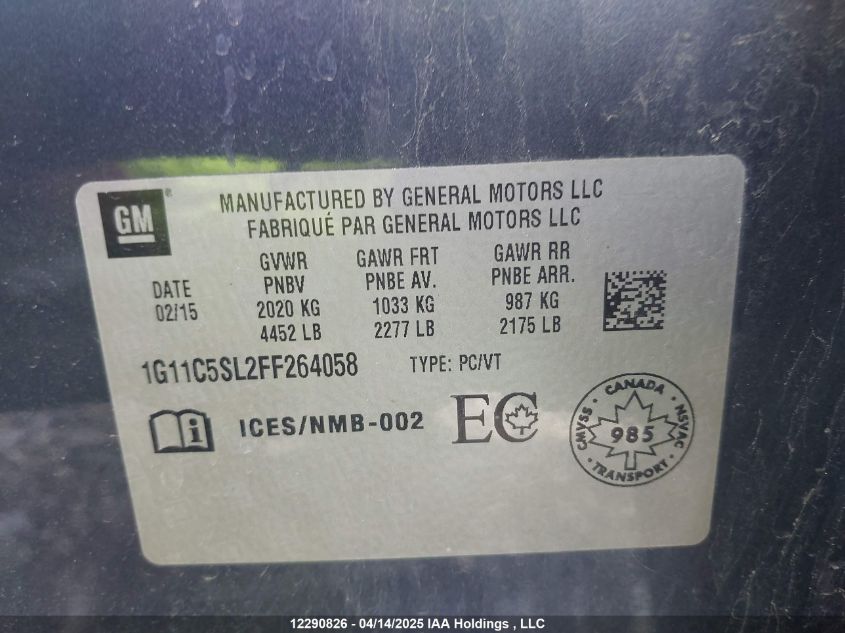 GM ®
MANUFACTURED BY GENERAL MOTORS LLC
FABRIQUÉ PAR GENERAL MOTORS LLC
DATE
02/15
GVWR
PNBV
2020 KG
4452 LB
GAWR FRT
PNBE AV.
1033 KG
2277 LB
GAWR RR
PNBE ARR.
987 KG
2175 LB
1G11C5SL2FF264058
TYPE: PC/VT
i
ICES/NMB-002
EC
CANADA
CMVSS
985
NSVAC
TRANSPORT
12290826 - 04/14/2025 IAA Holdings , LLC